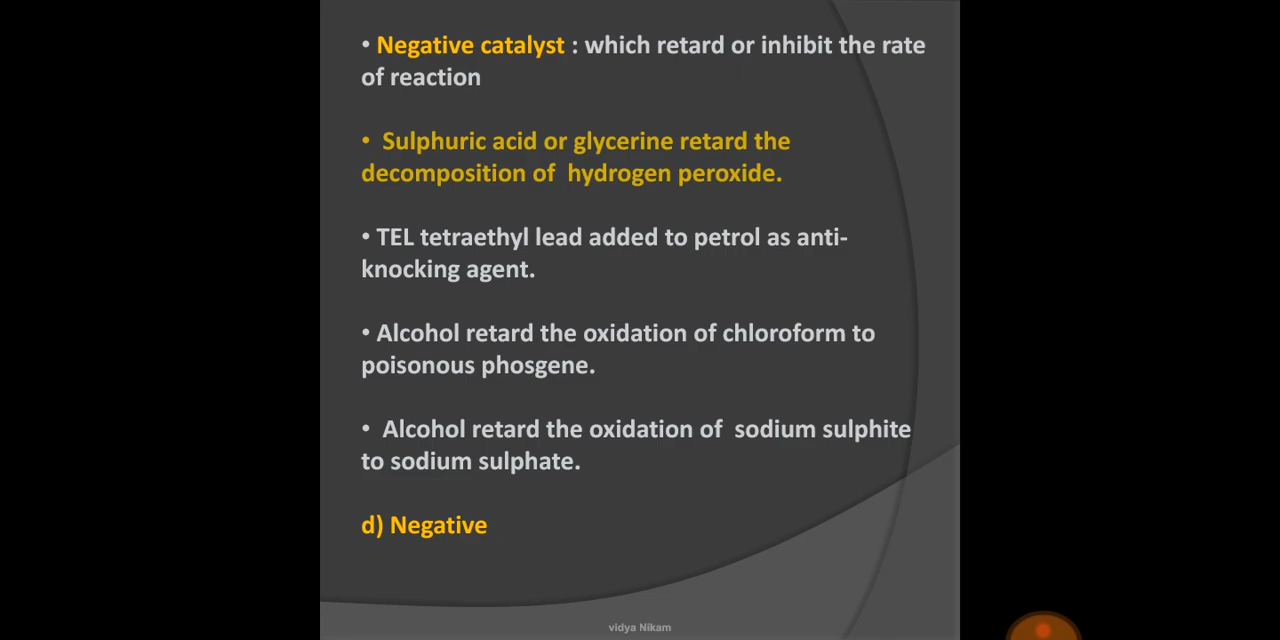 • Negative catalyst : which retard or inhibit the rate
of reaction
• Sulphuric acid or glycerine retard the
decomposition of hydrogen peroxide.
• TEL tetraethyl lead added to petrol as anti-
knocking agent.
• Alcohol retard the oxidation of chloroform to
poisonous phosgene.
• Alcohol retard the oxidation of sodium sulphite
to sodium sulphate.
d) Negative
vidya Nikam